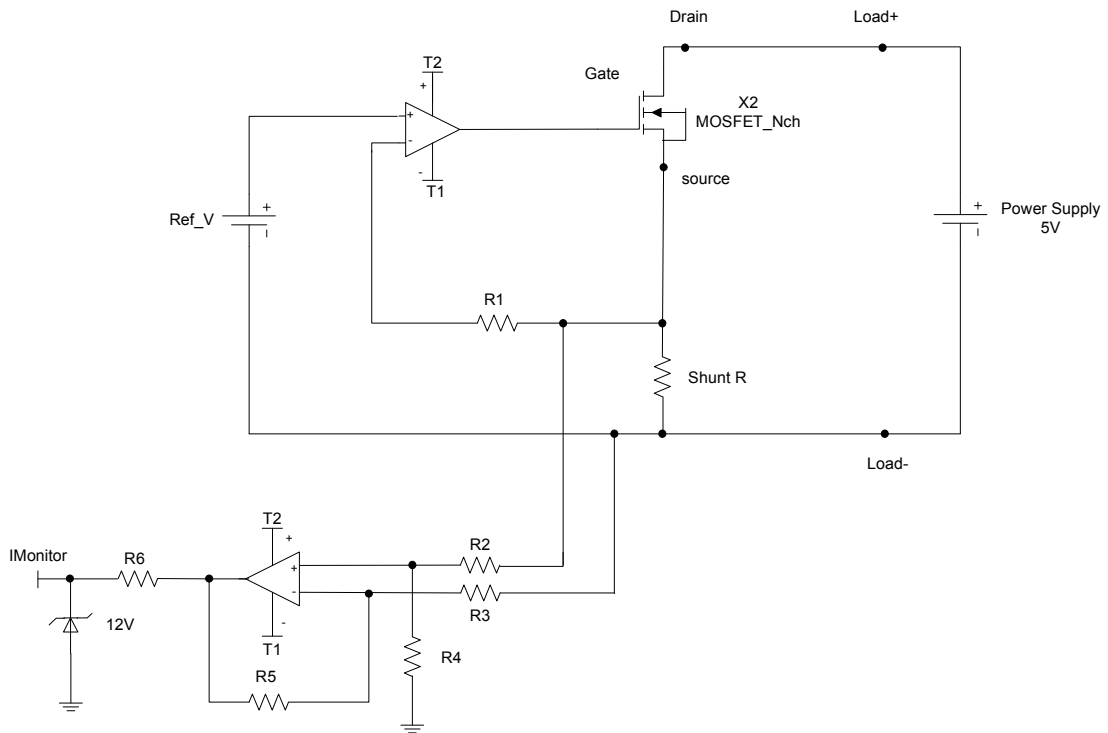 Drain
Load+
T2
+
Gate
X2
MOSFET_Nch
+
-
-
T1
source
Ref_V
+
-
+
-
Power Supply
5V
R1
Shunt R
Load-
T2
+
IMonitor
R6
+
-
R2
R3
12V
-
T1
R4
R5